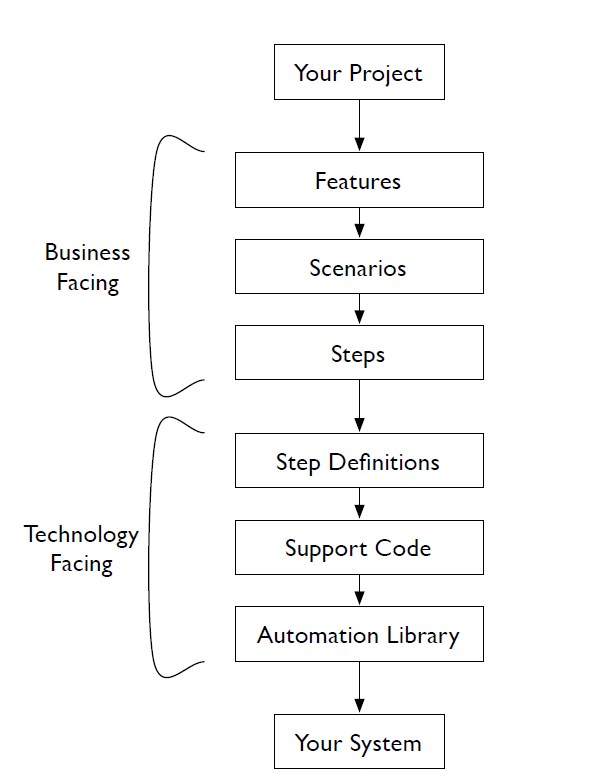 Your Project
Features
Business
Facing
Scenarios
Steps
Step Definitions
Technology
Facing
Support Code
Automation Library
Your System